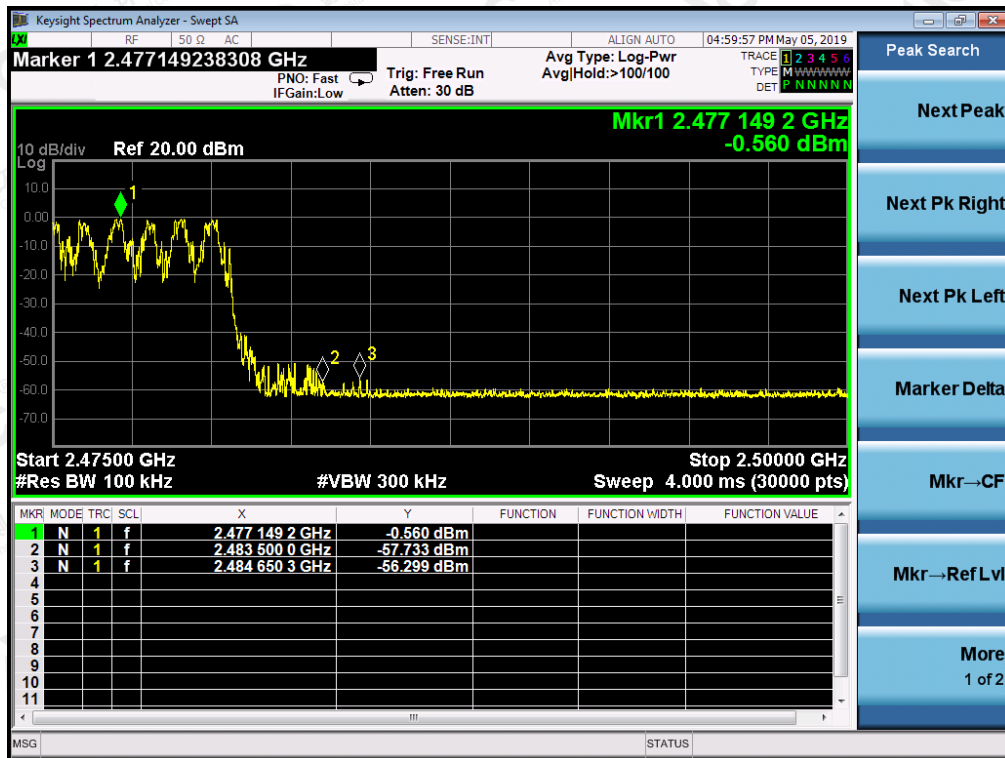 Keysight Spectrum Analyzer - Swept SA
LXI RF 50 Ω AC SENSE:INT ALIGN AUTO 04:59:57 PM May 05, 2019
Marker 1 2.477149238308 GHz
PNO: Fast
IFGain:Low
Trig: Free Run
Atten: 30 dB
Avg Type: Log-Pwr
Avg|Hold:>100/100
TRACE 1 2 3 4 5 6
TYPE M WWWWW
DET P N N N N N
Peak Search
Mkr1 2.477 149 2 GHz
-0.560 dBm
10 dB/div Ref 20.00 dBm
Log
10.0
0.00
-10.0
-20.0
-30.0
-40.0
-50.0
-60.0
-70.0
1
2
3
Start 2.47500 GHz Stop 2.50000 GHz
#Res BW 100 kHz #VBW 300 kHz Sweep 4.000 ms (30000 pts)
MKR MODE TRC SCL X Y FUNCTION FUNCTION WIDTH FUNCTION VALUE
1 N 1 f 2.477 149 2 GHz -0.560 dBm
2 N 1 f 2.483 500 0 GHz -57.733 dBm
3 N 1 f 2.484 650 3 GHz -56.299 dBm
4
5
6
7
8
9
10
11
MSG STATUS
Next Peak
Next Pk Right
Next Pk Left
Marker Delta
Mkr→CF
Mkr→Ref Lvl
More
1 of 2